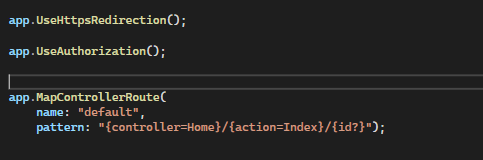 app.UseHttpsRedirection();
app.UseAuthorization();
app.MapControllerRoute(
name: "default",
pattern: "{controller=Home}/{action=Index}/{id?}");